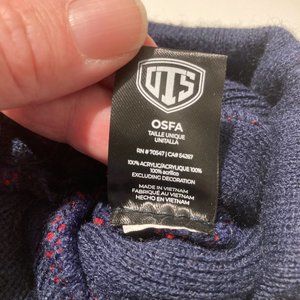 OTS
OSFA
TAILLE UNIQUE
UNITALLA
RN # 70547 | CA# 54257
100% ACRYLIC/ACRYLIQUE 100%
100% acrílico
EXCLUDING DECORATION
MADE IN VIETNAM
FABRIQUÉ AU VIETNAM
HECHO EN VIETNAM